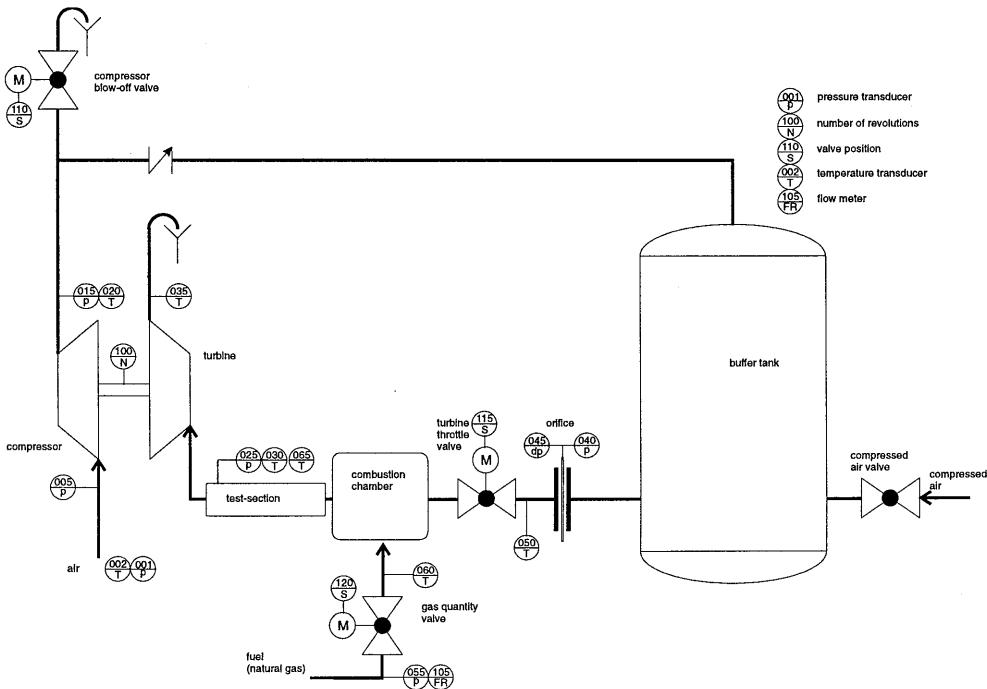 compressor
blow-off valve
M
110
S
001
P
pressure transducer
100
N
number of revolutions
110
S
valve position
002
T
temperature transducer
105
FR
flow meter
015
P
020
T
035
T
100
N
turbine
compressor
buffer tank
turbine
throttle
valve
115
S
M
orifice
045
dp
040
p
compressed
air valve
compressed
air
005
p
025
p
030
T
065
T
test-section
combustion
chamber
050
T
air
002
T
001
P
060
T
120
S
M
gas quantity
valve
fuel
(natural gas)
055
p
105
FR